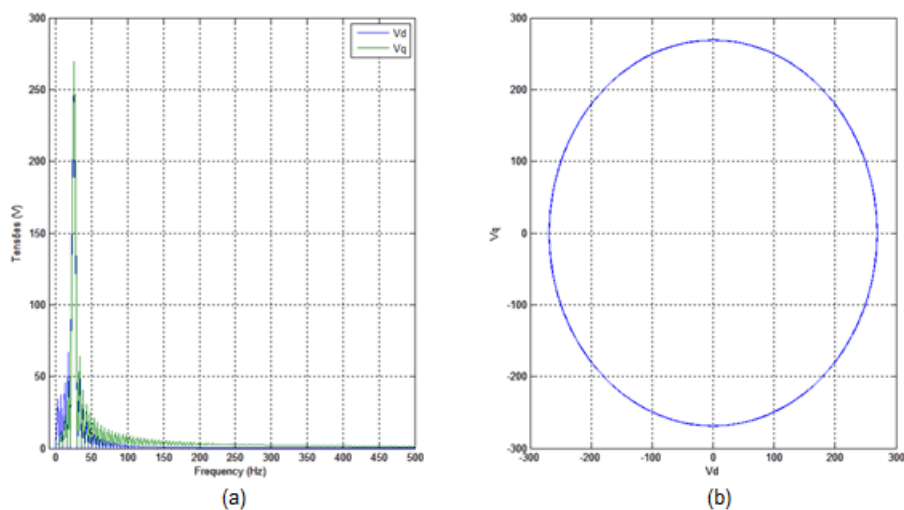 300
250
200
150
100
50
0
Tensões (V)
Vd
Vq
0 50 100 150 200 250 300 350 400 450 500
Frequency (Hz)
(a)
300
200
100
0
-100
-200
-300
Vq
-300 -200 -100 0 100 200 300
Vd
(b)